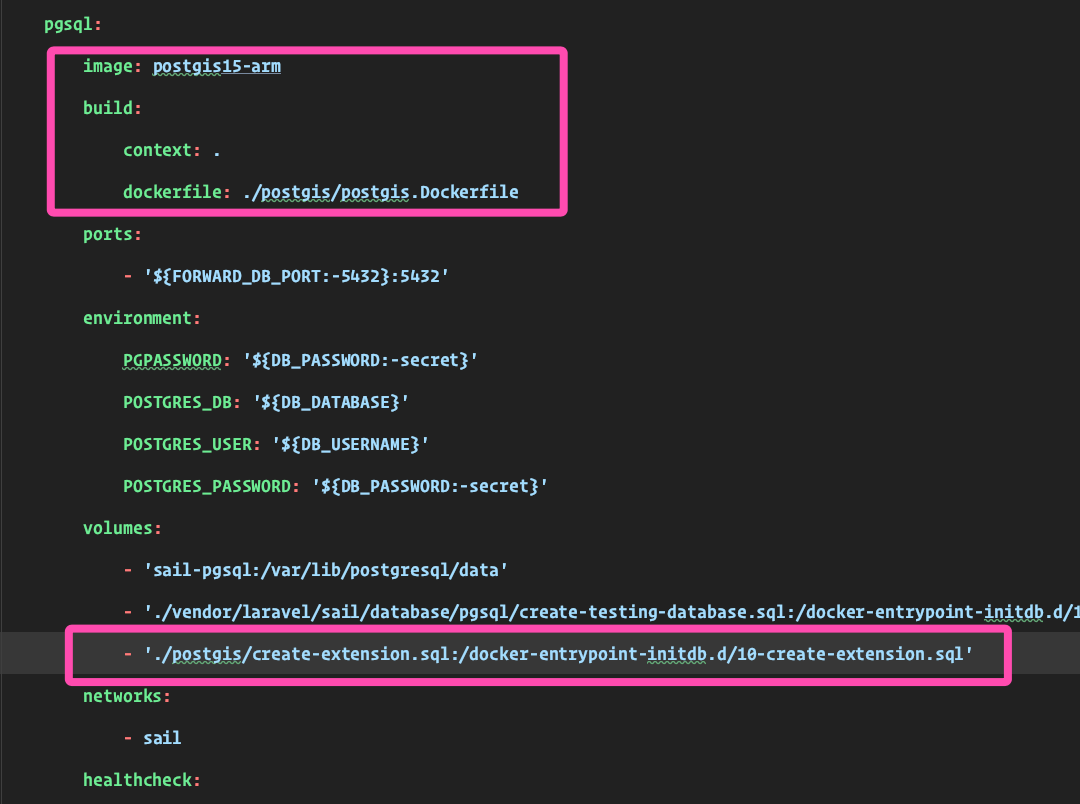 pgsql:
image: postgis15-arm
build:
context: .
dockerfile: ./postgis/postgis.Dockerfile
ports:
- '${FORWARD_DB_PORT:-5432}:5432'
environment:
PGPASSWORD: '${DB_PASSWORD:-secret}'
POSTGRES_DB: '${DB_DATABASE}'
POSTGRES_USER: '${DB_USERNAME}'
POSTGRES_PASSWORD: '${DB_PASSWORD:-secret}'
volumes:
- 'sail-pgsql:/var/lib/postgresql/data'
- './vendor/laravel/sail/database/pgsql/create-testing-database.sql:/docker-entrypoint-initdb.d/1
- './postgis/create-extension.sql:/docker-entrypoint-initdb.d/10-create-extension.sql'
networks:
- sail
healthcheck: